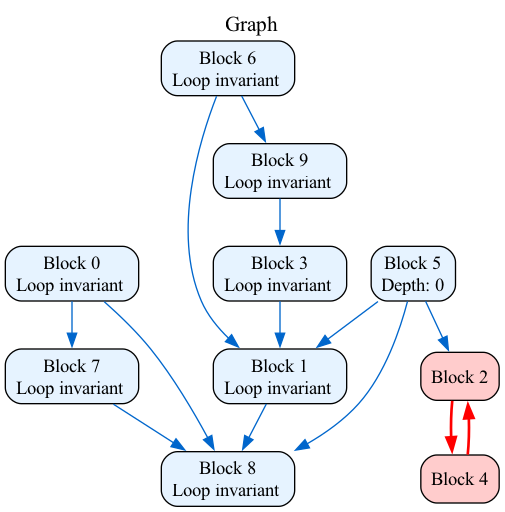 Graph
Block 6
Loop invariant
Block 9
Loop invariant
Block 0
Loop invariant
Block 3
Loop invariant
Block 5
Depth: 0
Block 7
Loop invariant
Block 1
Loop invariant
Block 2
Block 8
Loop invariant
Block 4